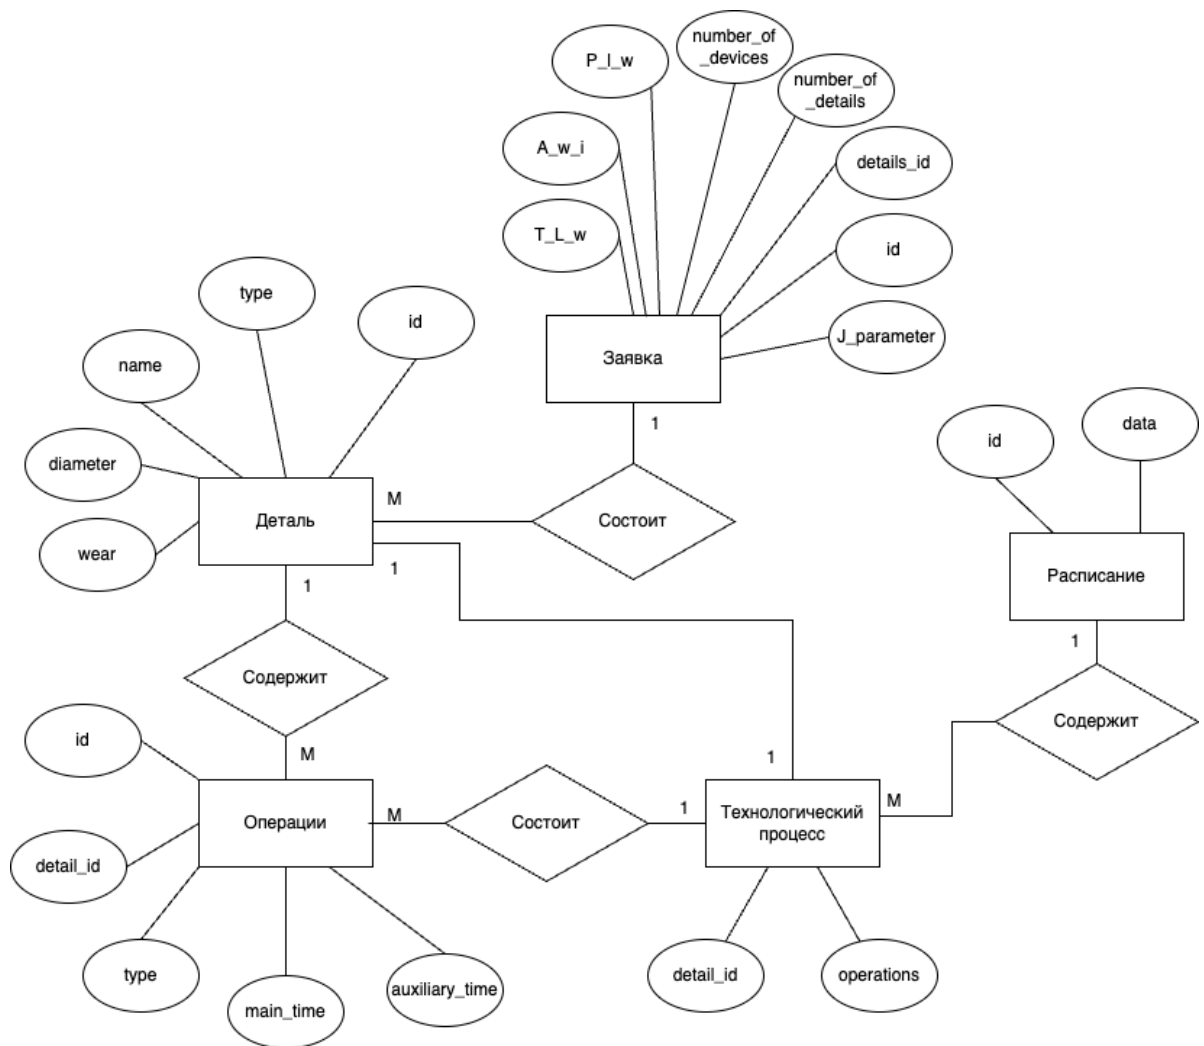 number_of
_devices
P_l_w
number_of
_details
A_w_i
details_id
T_L_w
id
type
id
J_parameter
Заявка
name
data
id
1
diameter
M
Деталь
Состоит
wear
Расписание
1
1
1
Содержит
Содержит
id
M
1
M
Операции
M
Состоит
1
Технологический
процесс
detail_id
type
auxiliary_time
main_time
detail_id
operations